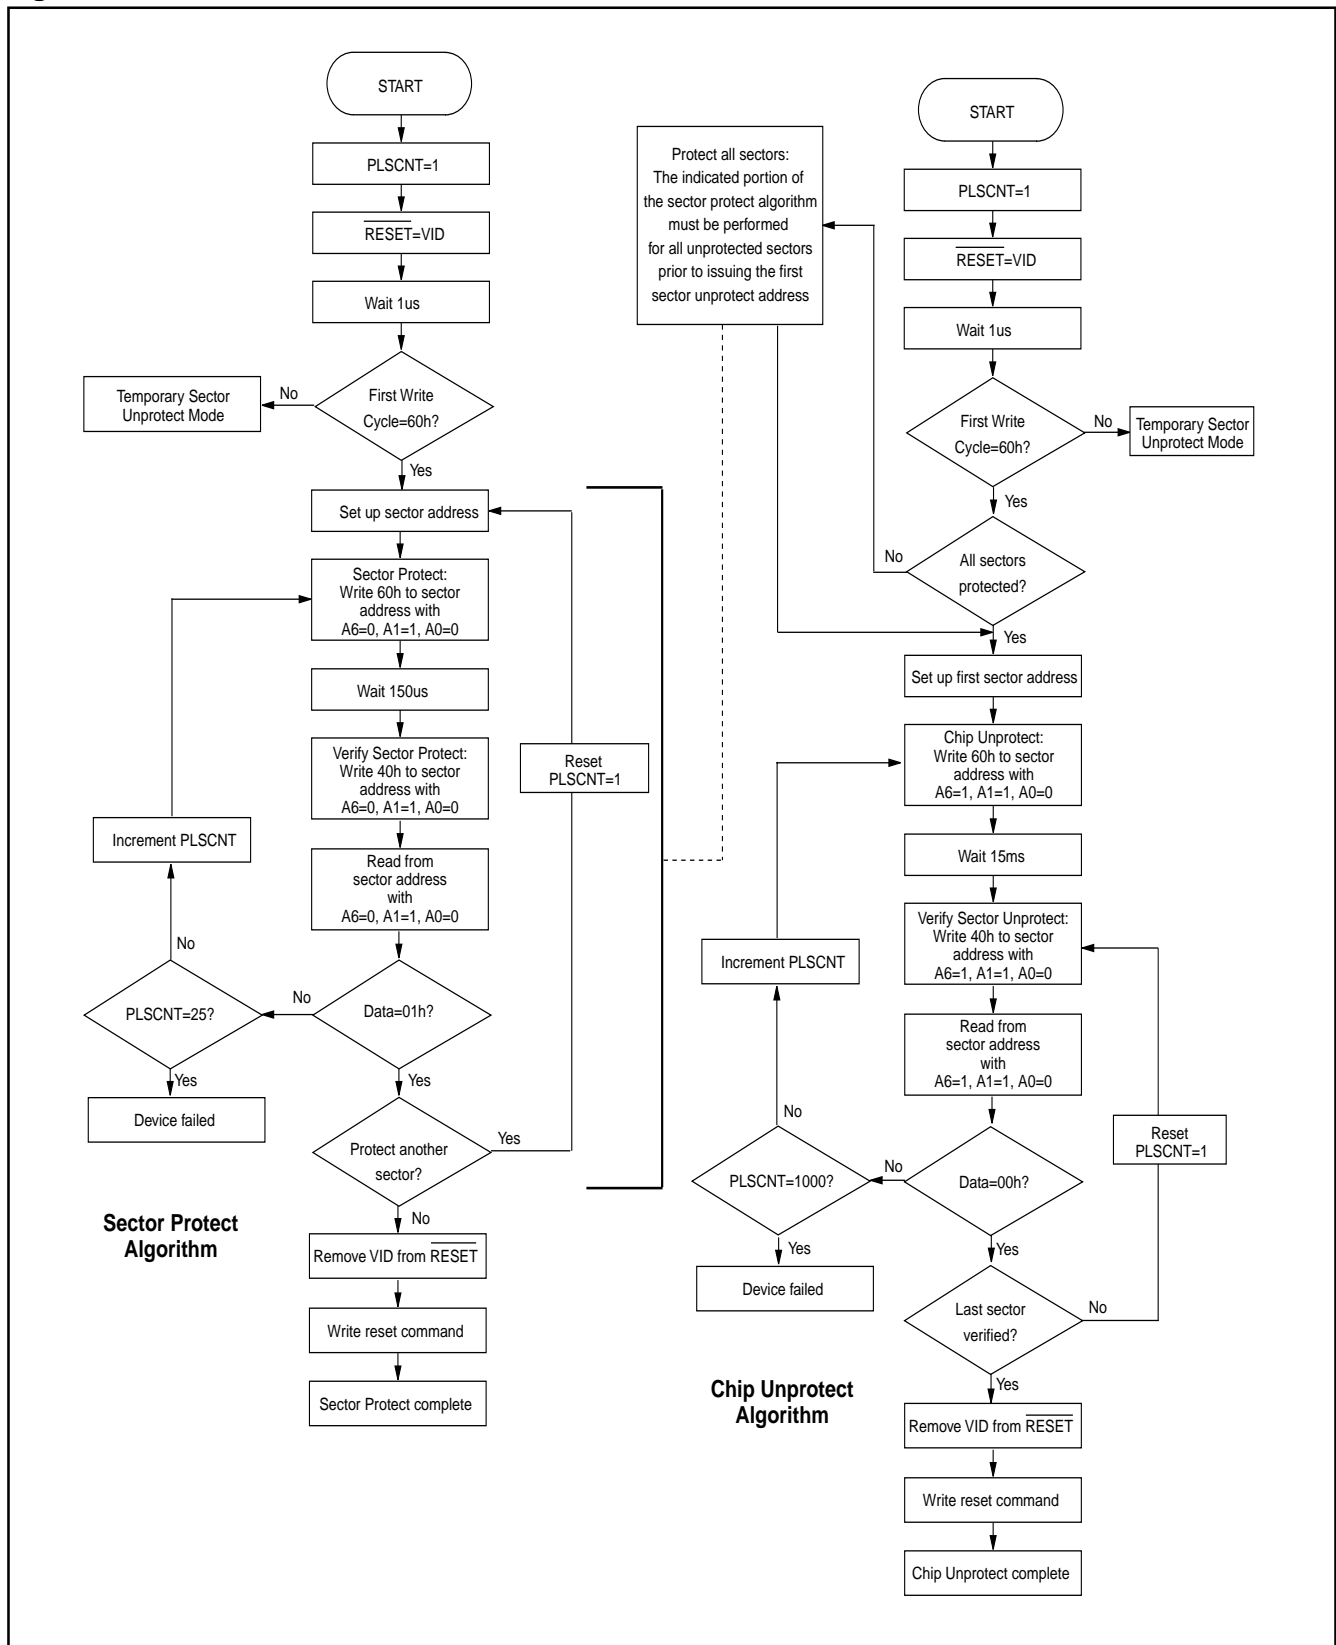 START
PLSCNT=1
RESET=VID
Wait 1us
First Write
Cycle=60h?
No
Temporary Sector
Unprotect Mode
Yes
Set up sector address
Sector Protect:
Write 60h to sector
address with
A6=0, A1=1, A0=0
Wait 150us
Verify Sector Protect:
Write 40h to sector
address with
A6=0, A1=1, A0=0
Reset
PLSCNT=1
Increment PLSCNT
Read from
sector address
with
A6=0, A1=1, A0=0
No
PLSCNT=25?
No
Data=01h?
Yes
Device failed
Yes
Protect another
sector?
Yes
No
Sector Protect
Algorithm
Remove VID from RESET
Write reset command
Sector Protect complete
Protect all sectors:
The indicated portion of
the sector protect algorithm
must be performed
for all unprotected sectors
prior to issuing the first
sector unprotect address
START
PLSCNT=1
RESET=VID
Wait 1us
First Write
Cycle=60h?
No
Temporary Sector
Unprotect Mode
Yes
No
All sectors
protected?
Yes
Set up first sector address
Chip Unprotect:
Write 60h to sector
address with
A6=1, A1=1, A0=0
Wait 15ms
Verify Sector Unprotect:
Write 40h to sector
address with
A6=1, A1=1, A0=0
Increment PLSCNT
Read from
sector address
with
A6=1, A1=1, A0=0
No
Reset
PLSCNT=1
PLSCNT=1000?
No
Data=00h?
Yes
Device failed
Yes
Last sector
verified?
No
Yes
Chip Unprotect
Algorithm
Remove VID from RESET
Write reset command
Chip Unprotect complete